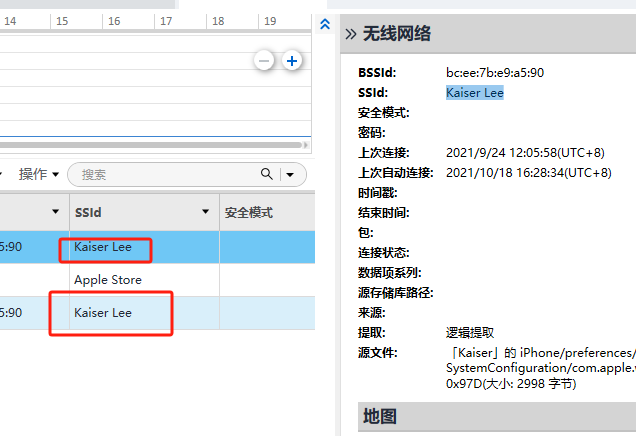 14 15 16 17 18 19
操作 搜索
SSId 安全模式
5:90 Kaiser Lee
Apple Store
5:90 Kaiser Lee
无线网络
BSSId: bc:ee:7b:e9:a5:90
SSId: Kaiser Lee
安全模式:
密码:
上次连接: 2021/9/24 12:05:58(UTC+8)
上次自动连接: 2021/10/18 16:28:34(UTC+8)
时间戳:
结束时间:
包:
连接状态:
数据项系列:
源存储库路径:
来源:
提取: 逻辑提取
源文件: 「Kaiser」的 iPhone/preferences/
SystemConfiguration/com.apple.
0x97D(大小: 2998 字节)
地图